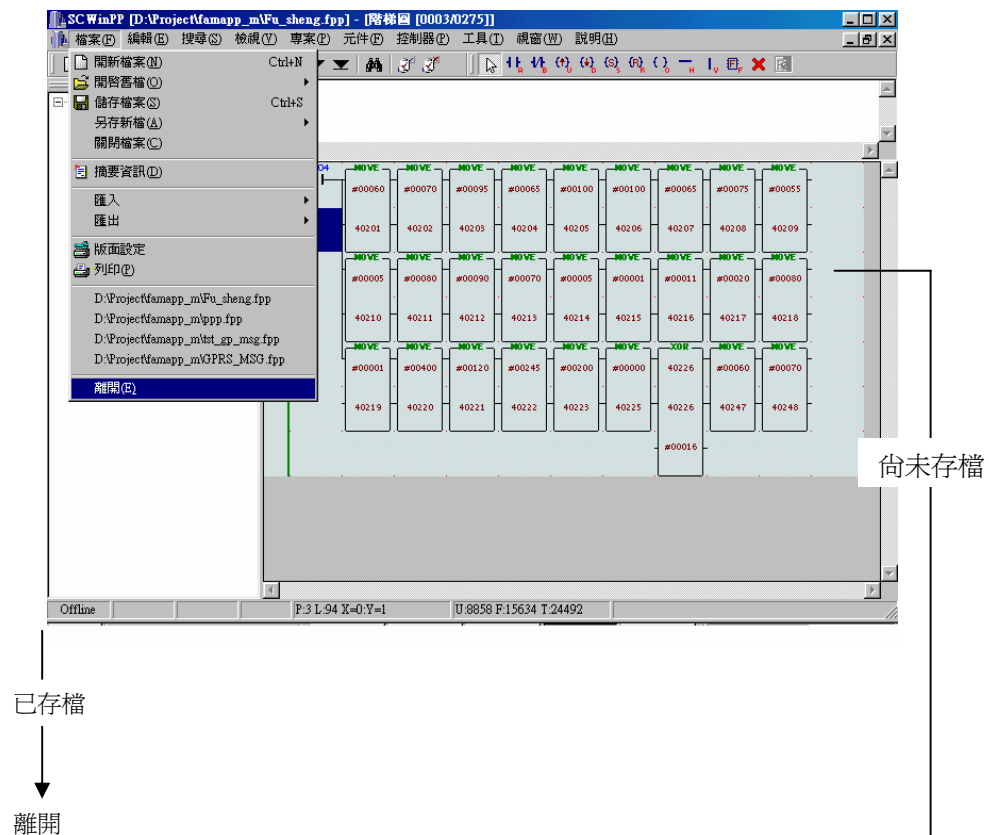 SCWinPP [D:\Project\famapp_m\Fu_sheng.fpp] - [階梯圖 [0003/0275]]
檔案(F) 編輯(E) 搜尋(S) 檢視(V) 專案(P) 元件(F) 控制器(P) 工具(T) 視窗(W) 說明(H)
開新檔案(N) Ctrl+N
開啓舊檔(O)
儲存檔案(S) Ctrl+S
另存新檔(A)
關閉檔案(C)
摘要資訊(D)
匯入
匯出
版面設定
列印(P)
D:\Project\famapp_m\Fu_sheng.fpp
D:\Project\famapp_m\ppp.fpp
D:\Project\famapp_m\tst_gp_msg.fpp
D:\Project\famapp_m\GPRS_MSG.fpp
離開(E)
04 MOVE MOVE MOVE MOVE MOVE MOVE MOVE MOVE MOVE
#00060 #00070 #00095 #00065 #00100 #00100 #00065 #00075 #00055
40201 40202 40203 40204 40205 40206 40207 40208 40209
MOVE MOVE MOVE MOVE MOVE MOVE MOVE MOVE MOVE
#00005 #00080 #00090 #00070 #00005 #00001 #00011 #00020 #00080
40210 40211 40212 40213 40214 40215 40216 40217 40218
MOVE MOVE MOVE MOVE MOVE MOVE XOR MOVE MOVE
#00001 #00400 #00120 #00245 #00200 #00000 40226 #00060 #00070
40219 40220 40221 40222 40223 40225 40226 40247 40248
#00016
尙未存檔
Offline P:3 L:94 X=0:Y=1 U:8858 F:15634 T:24492
已存檔
離開